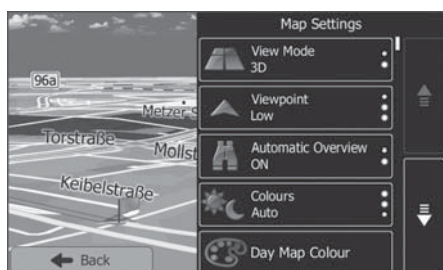 Map Settings
View Mode
3D
96a
Viewpoint
Low
Metzer-S
Torstraße
Mollst
Automatic Overview
ON
Keibelstraße
Colours
Auto
Back
Day Map Colour